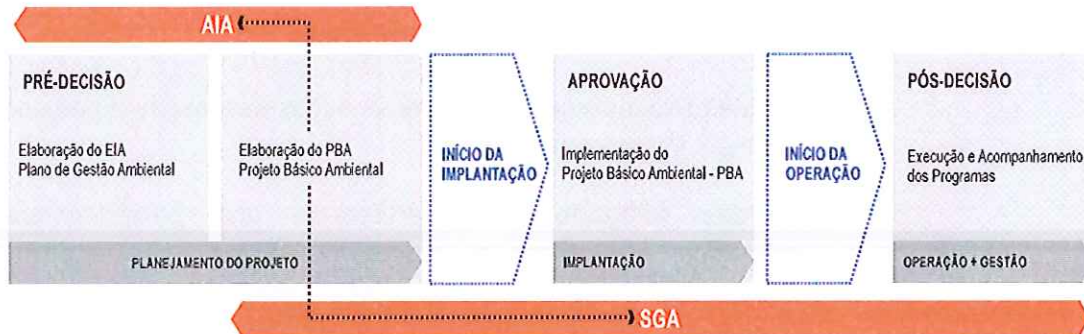 AIA
PRÉ-DECISÃO
Elaboração do EIA
Plano de Gestão Ambiental
Elaboração do PBA
Projeto Básico Ambiental
PLANEJAMENTO DO PROJETO
INÍCIO DA
IMPLANTAÇÃO
APROVAÇÃO
Implementação do
Projeto Básico Ambiental - PBA
IMPLANTAÇÃO
INÍCIO DA
OPERAÇÃO
PÓS-DECISÃO
Execução e Acompanhamento
dos Programas
OPERAÇÃO + GESTÃO
SGA